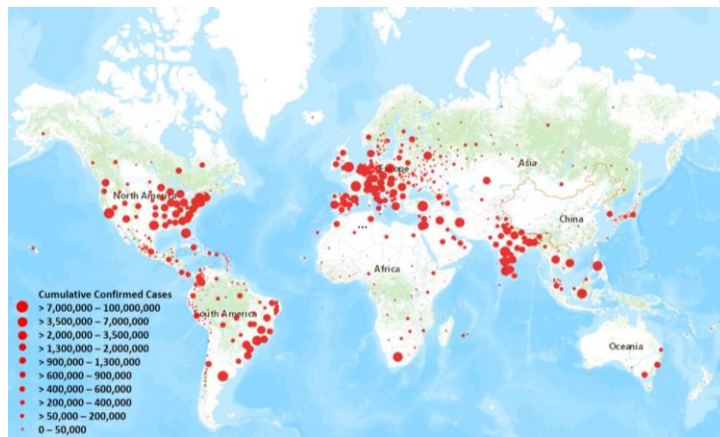 Asia
Europe
North America
China
...
Africa
South America
Oceania
Cumulative Confirmed Cases
> 7,000,000 – 100,000,000
> 3,500,000 – 7,000,000
> 2,000,000 – 3,500,000
> 1,300,000 – 2,000,000
> 900,000 – 1,300,000
> 600,000 – 900,000
> 400,000 – 600,000
> 200,000 – 400,000
> 50,000 – 200,000
0 – 50,000